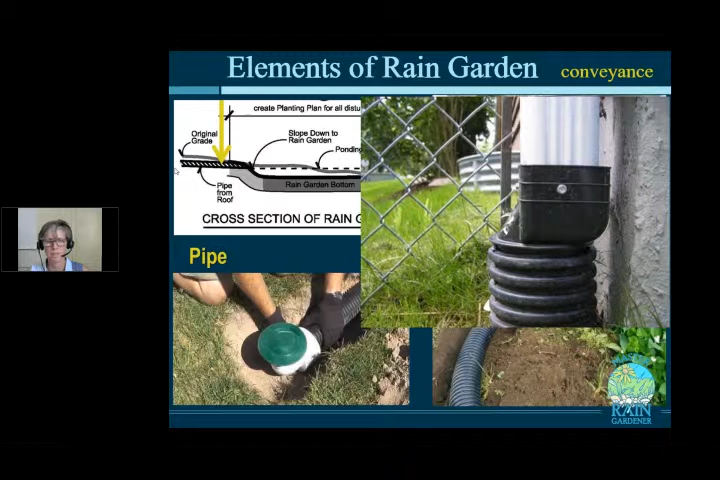 Elements of Rain Garden conveyance
create Planting Plan for all distu
Original
Grade
Slope Down to
Rain Garden
Ponding
Rain Garden Bottom
Pipe
from
Roof
CROSS SECTION OF RAIN G
Pipe
RAIN
GARDENER